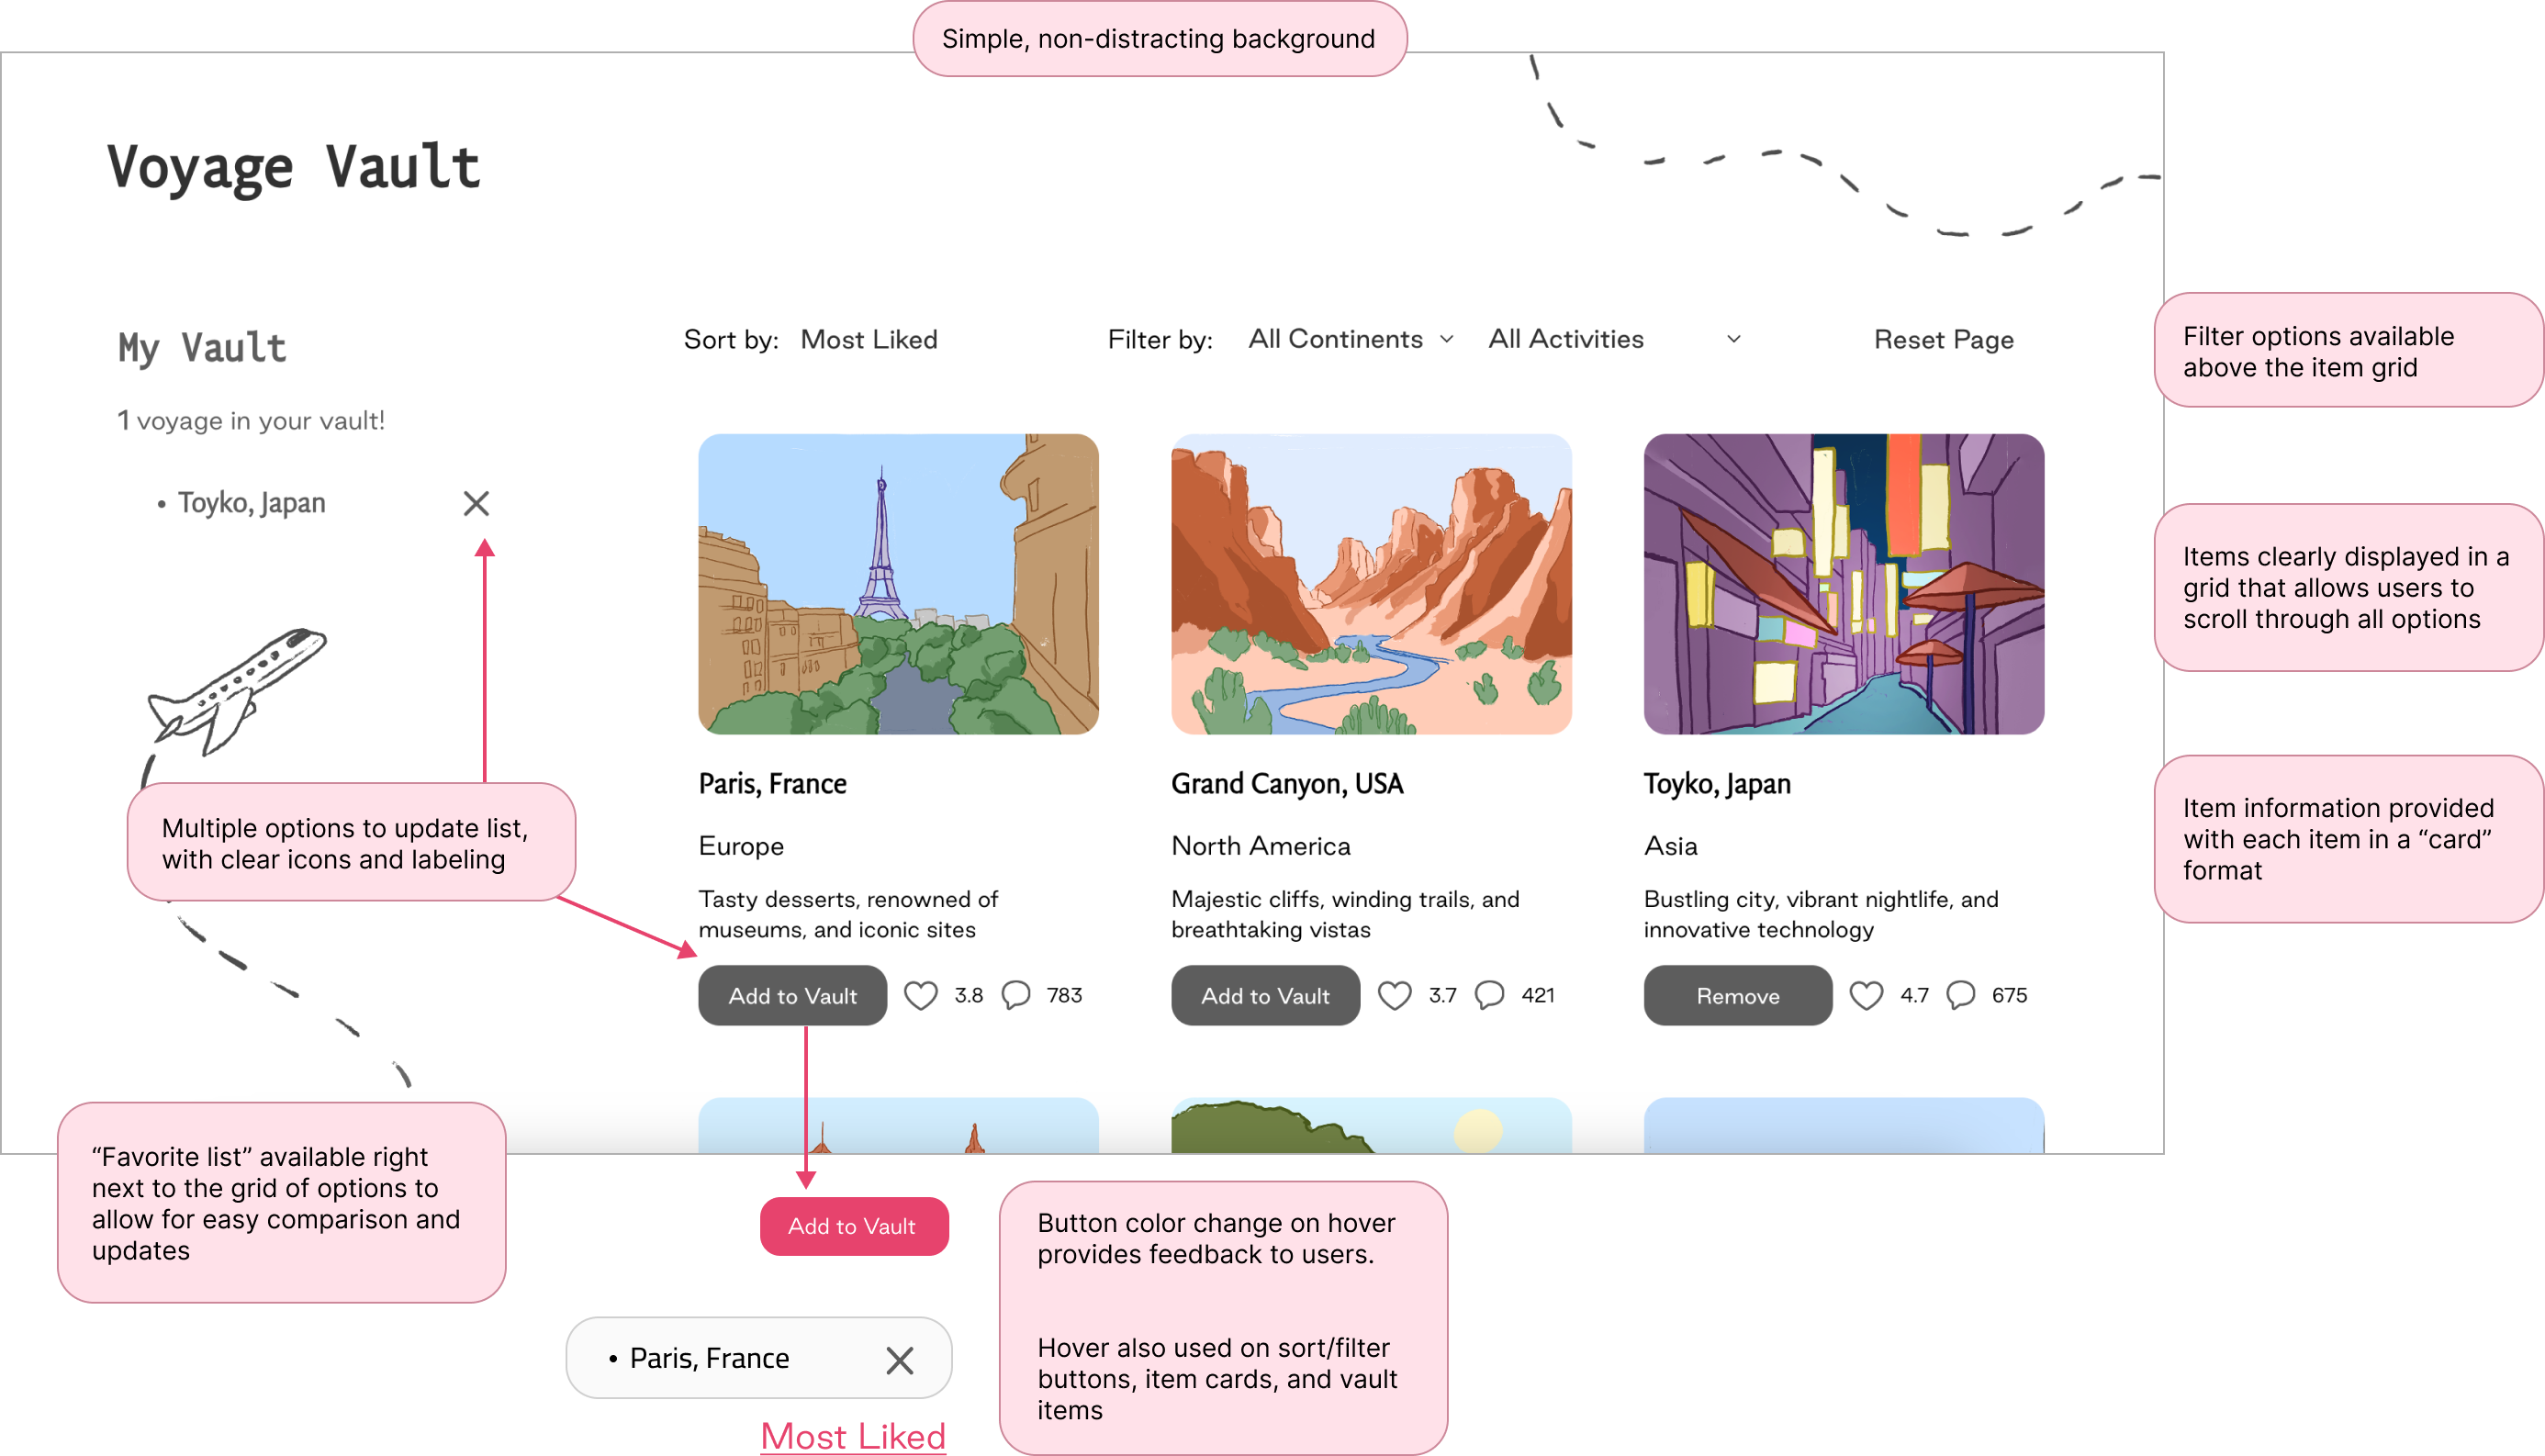 Simple, non-distracting background
Voyage Vault
My Vault
1 voyage in your vault!
• Toyko, Japan
Sort by: Most Liked
Filter by: All Continents All Activities
Reset Page
Filter options available
above the item grid
Items clearly displayed in a
grid that allows users to
scroll through all options
Item information provided
with each item in a “card”
format
Multiple options to update list,
with clear icons and labeling
Paris, France
Europe
Tasty desserts, renowned of
museums, and iconic sites
Add to Vault 3.8 783
Grand Canyon, USA
North America
Majestic cliffs, winding trails, and
breathtaking vistas
Add to Vault 3.7 421
Toyko, Japan
Asia
Bustling city, vibrant nightlife, and
innovative technology
Remove 4.7 675
“Favorite list” available right
next to the grid of options to
allow for easy comparison and
updates
Add to Vault
• Paris, France
Most Liked
Button color change on hover
provides feedback to users.
Hover also used on sort/filter
buttons, item cards, and vault
items